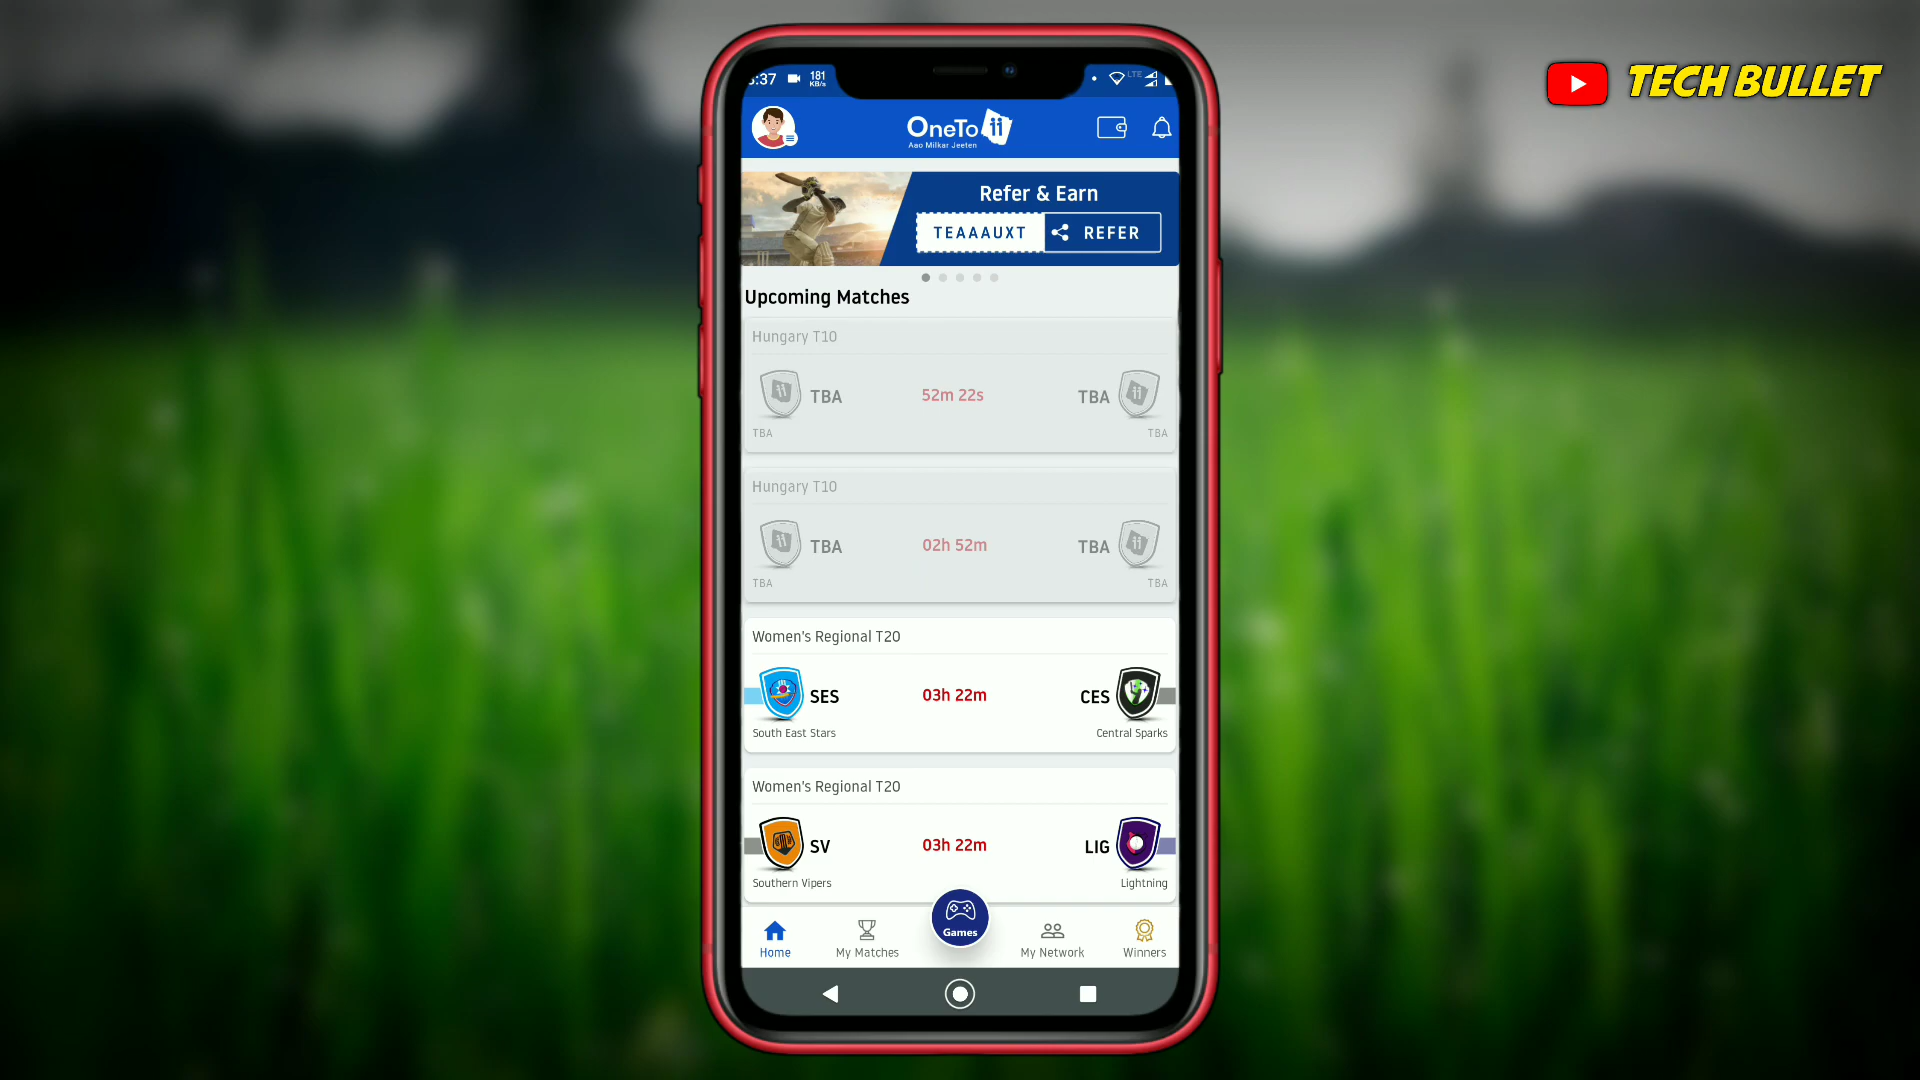 TECH BULLET
:37 181 KB/s LTE
OneTo11
Aao Milkar Jeeten
Refer & Earn
TEAAAUXT REFER
Upcoming Matches
Hungary T10
TBA 52m 22s TBA
TBA TBA
Hungary T10
TBA 02h 52m TBA
TBA TBA
Women's Regional T20
SES 03h 22m CES
South East Stars Central Sparks
Women's Regional T20
SV 03h 22m LIG
Southern Vipers Lightning
Games
Home My Matches My Network Winners